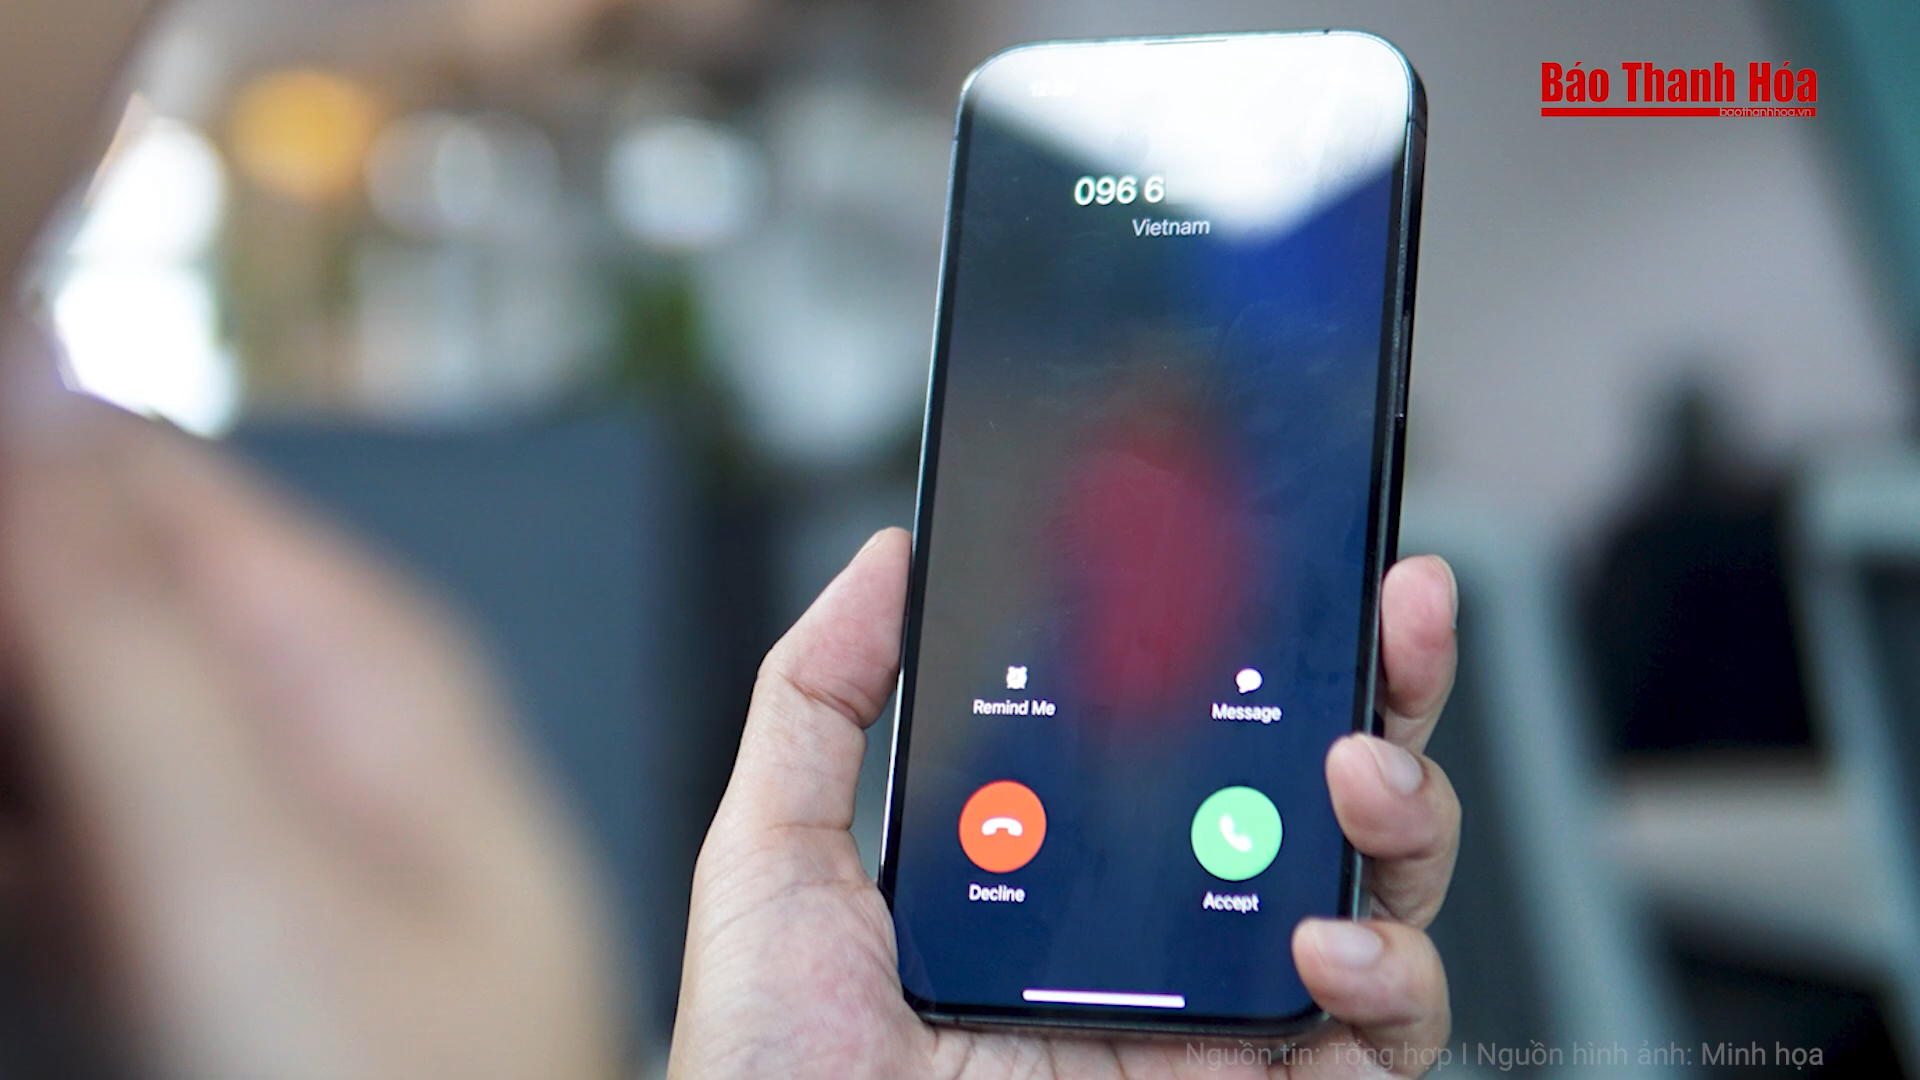 Báo Thanh Hóa
baothanhhoa.vn
096 6
Vietnam
Remind Me
Message
Decline
Accept
Nguồn tin: Tổng hợp I Nguồn hình ảnh: Minh họa